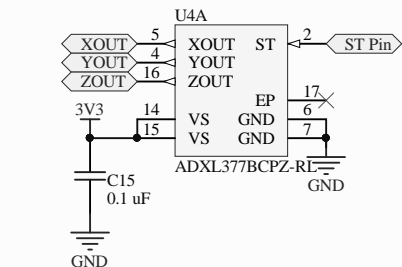 U4A
XOUT 5 XOUT ST 2 ST Pin
YOUT 4 YOUT
ZOUT 16 ZOUT
EP 17
3V3 14 VS GND 6
15 VS GND 7
ADXL377BCPZ-RL
GND
C15
0.1 uF
GND